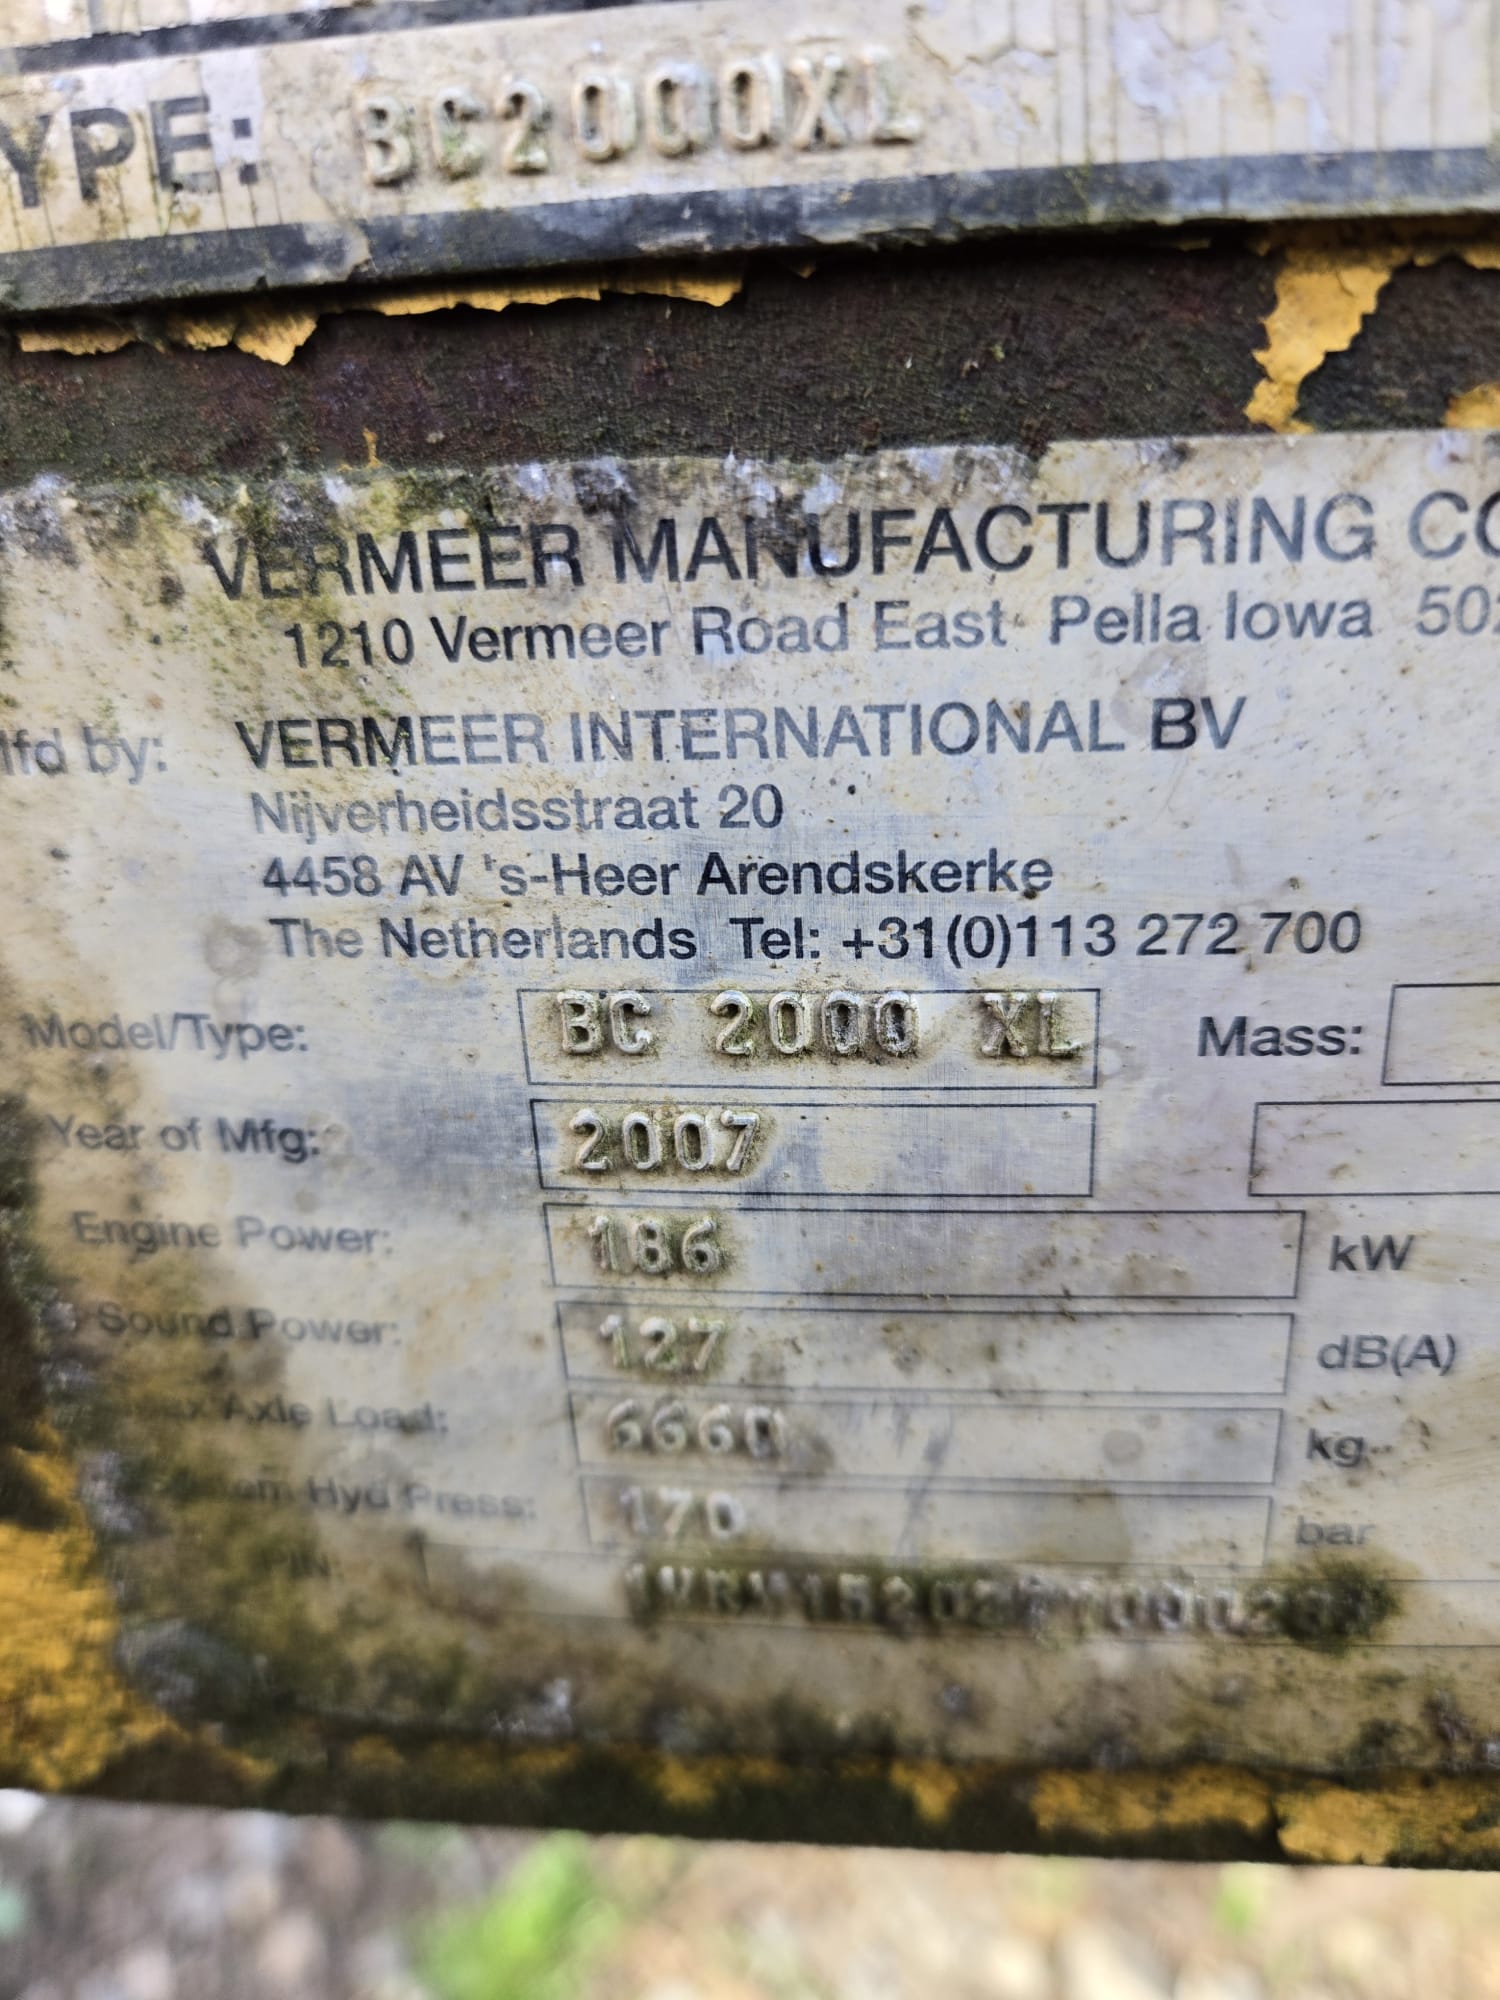 YPE: BC2000XL
VERMEER MANUFACTURING CO
1210 Vermeer Road East Pella Iowa 50
Mfd by: VERMEER INTERNATIONAL BV
Nijverheidsstraat 20
4458 AV 's-Heer Arendskerke
The Netherlands Tel: +31(0)113 272 700
Model/Type: BC 2000 XL Mass:
Year of Mfg: 2007
Engine Power: 186 kW
Sound Power: 127 dB(A)
Axle Load: 6660 kg
Hyd Press: 170 bar
PIN